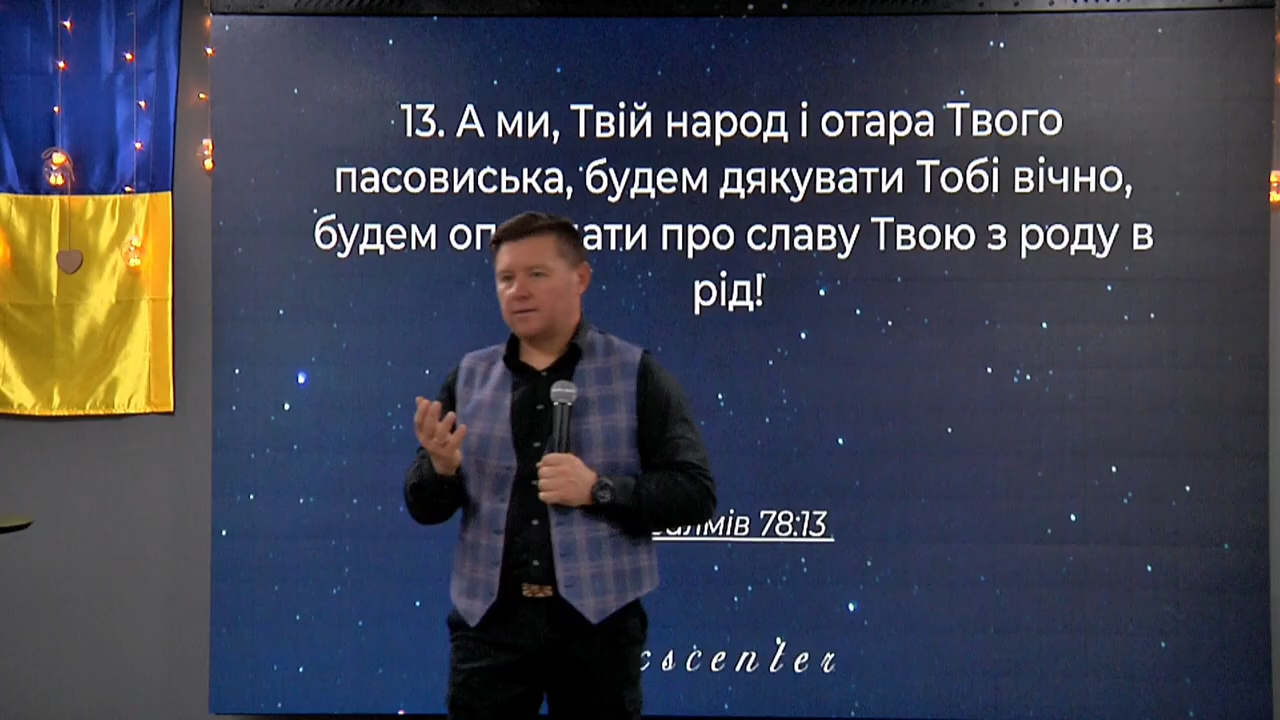 13. А ми, Твій народ і отара Твого
пасовиська, будем дякувати Тобі вічно,
будем про славу Твою з роду в
рід!
78:13